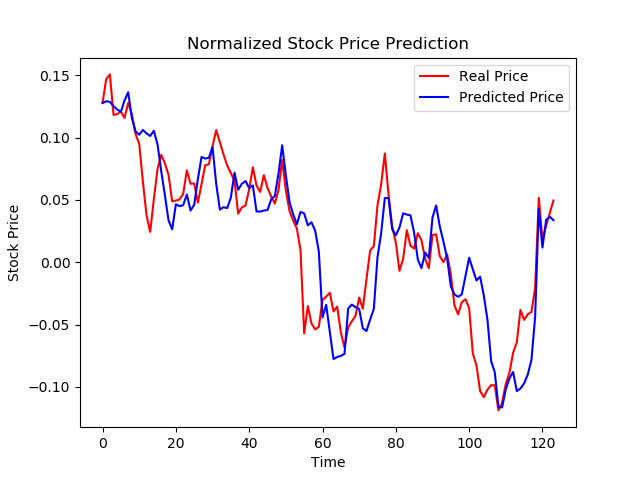 Normalized Stock Price Prediction
Real Price
Predicted Price
Stock Price
0.15
0.10
0.05
0.00
−0.05
−0.10
0 20 40 60 80 100 120
Time